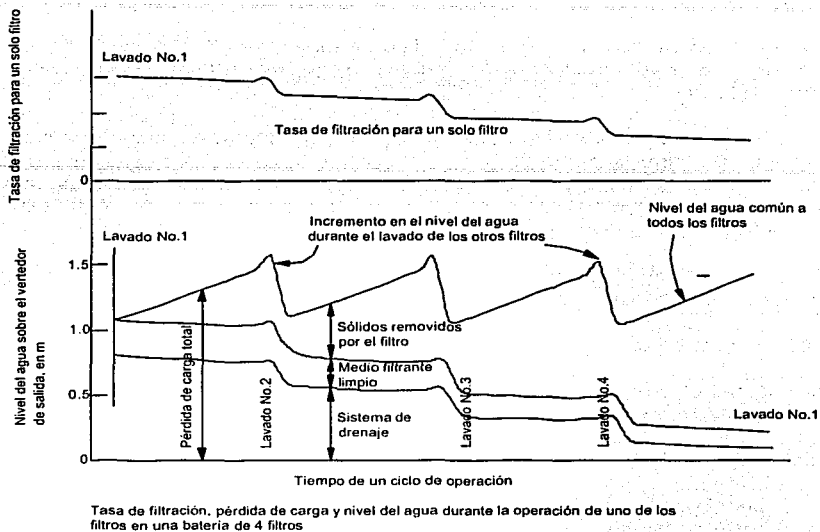 Tasa de filtración para un solo filtro
Lavado No.1
Tasa de filtración para un solo filtro
0
Nivel del agua sobre el vertedor
de salida, en m
Lavado No.1
Incremento en el nivel del agua
durante el lavado de los otros filtros
Nivel del agua común a
todos los filtros
1.5
1.0
0.5
0
Pérdida de carga total
Lavado No.2
Sólidos removidos
por el filtro
Medio filtrante
limpio
Sistema de
drenaje
Lavado No.3
Lavado No.4
Lavado No.1
Tiempo de un ciclo de operación
Tasa de filtración, pérdida de carga y nivel del agua durante la operación de uno de los
filtros en una batería de 4 filtros